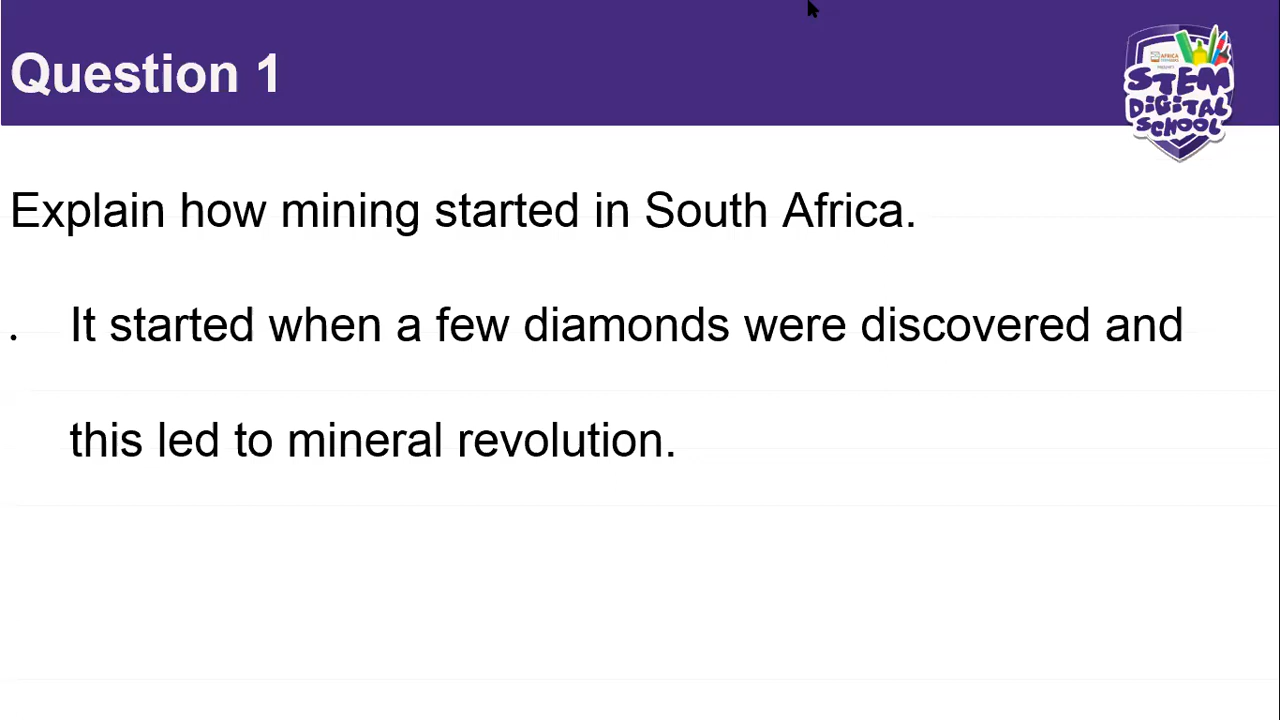 Question 1
AFRICA
STEM
DIGITAL
SCHOOL
Explain how mining started in South Africa.
. It started when a few diamonds were discovered and
this led to mineral revolution.